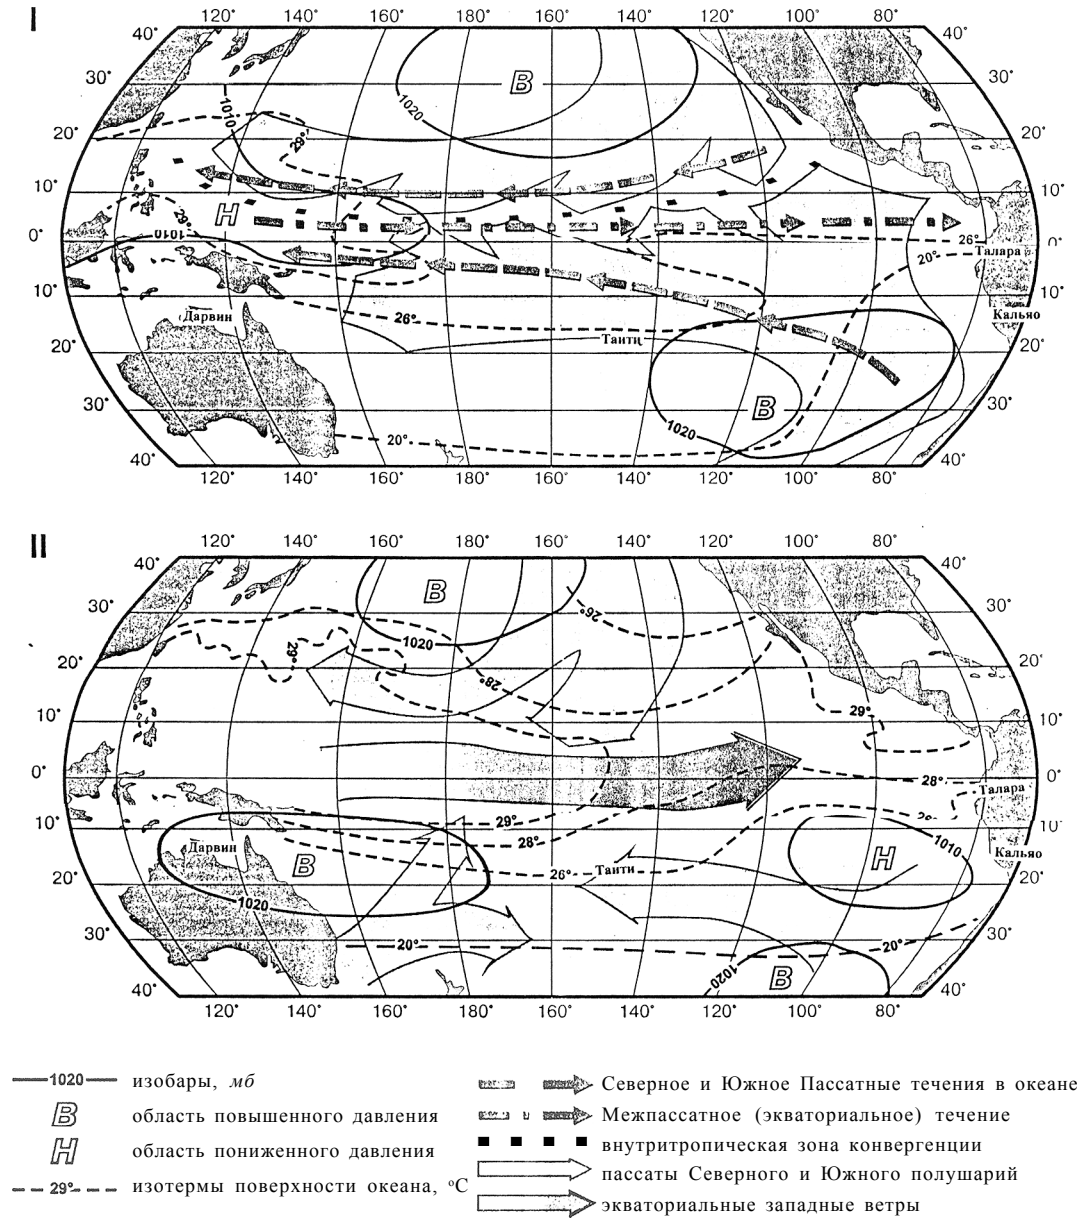 I
120° 140° 160° 180° 160° 140° 120° 100° 80°
40° 40°
В
30° 1010 1020 30°
20° 29° 20°
10° 10°
29° Н
0° 1010 26° 0°
20° Талара
10° 10°
Дарвин 26° Кальяо
20° Таити 20°
30° В 30°
1020
20°
40° 40°
120° 140° 160° 180° 160° 140° 120° 100° 80°
II
120° 140° 160° 180° 160° 140° 120° 100° 80°
40° 40°
В
30° 26° 30°
29° 1020
20° 28° 20°
10° 29° 10°
0° 28° 0°
Талара
29°
10° 28° 10°
Дарвин В Н 1010 Кальяо
20° 26° Таити 20°
1020
30° 20° 20° 30°
1020 В
40° 40°
120° 140° 160° 180° 160° 140° 120° 100° 80°
1020 изобары, мб
В область повышенного давления
Н область пониженного давления
29° изотермы поверхности океана, °С
Северное и Южное Пассатные течения в океане
Межпассатное (экваториальное) течение
внутритропическая зона конвергенции
пассаты Северного и Южного полушарий
экваториальные западные ветры